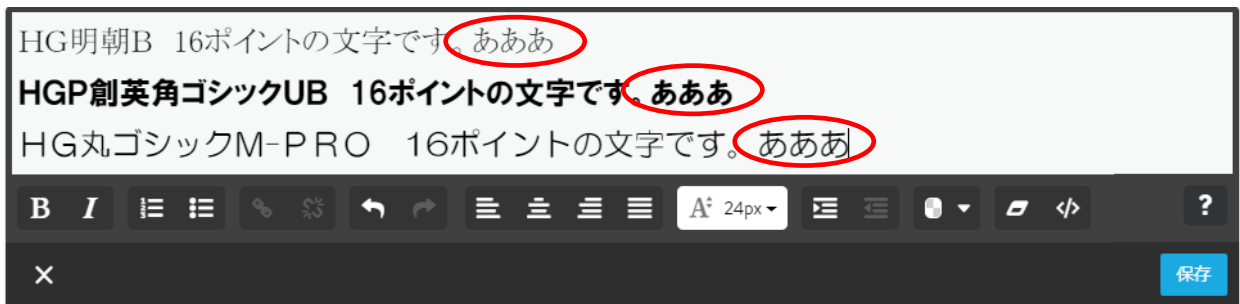 HG明朝B　16ポイントの文字です。あああ
HGP創英角ゴシックUB　16ポイントの文字です。あああ
HG丸ゴシックM-PRO　16ポイントの文字です。あああ
B I A 24px </> ?
× 保存